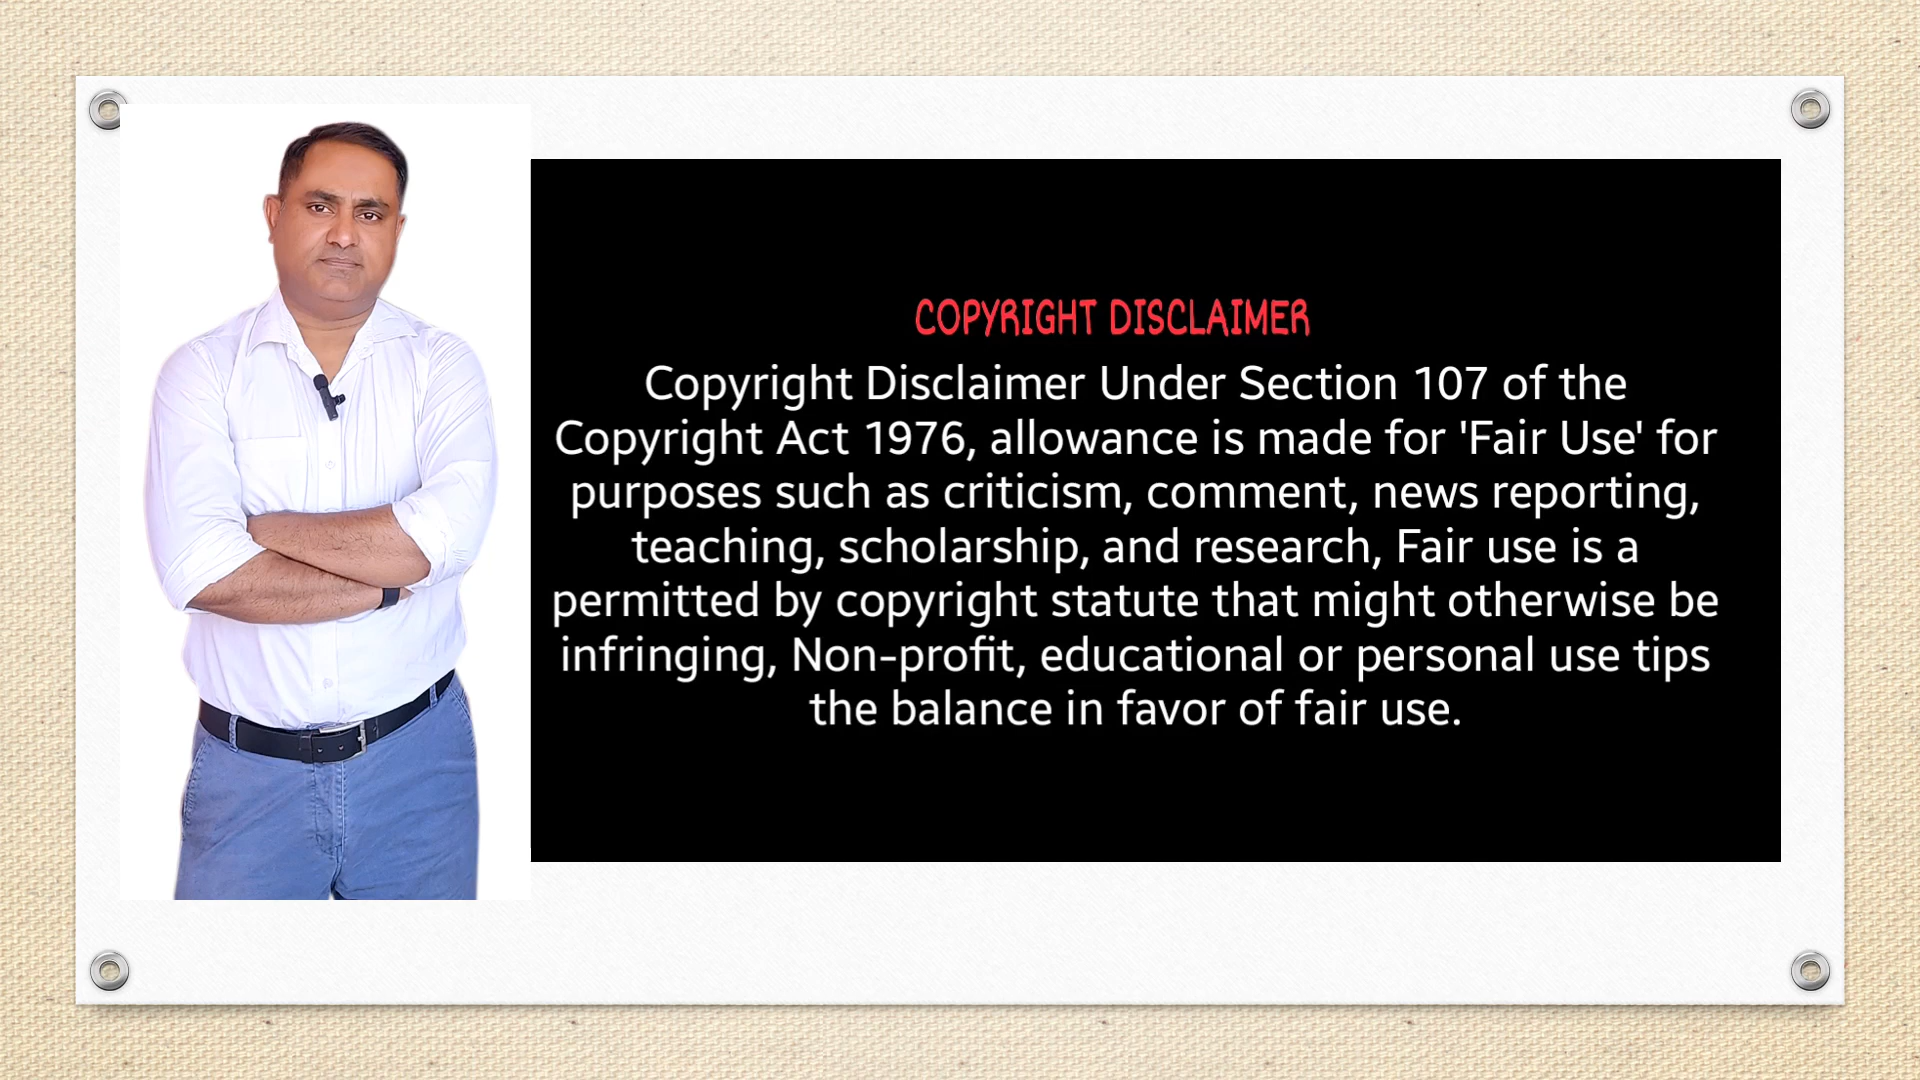 COPYRIGHT DISCLAIMER
Copyright Disclaimer Under Section 107 of the
Copyright Act 1976, allowance is made for 'Fair Use' for
purposes such as criticism, comment, news reporting,
teaching, scholarship, and research, Fair use is a
permitted by copyright statute that might otherwise be
infringing, Non-profit, educational or personal use tips
the balance in favor of fair use.